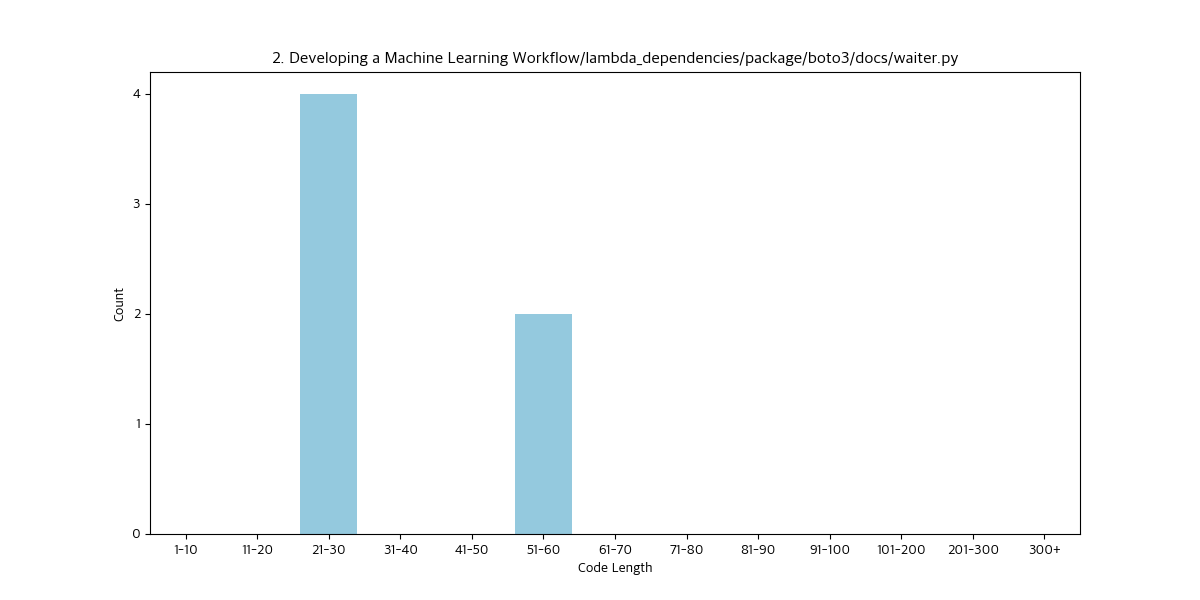 2. Developing a Machine Learning Workflow/lambda_dependencies/package/boto3/docs/waiter.py
4
3
2
1
0
Count
1-10 11-20 21-30 31-40 41-50 51-60 61-70 71-80 81-90 91-100 101-200 201-300 300+
Code Length